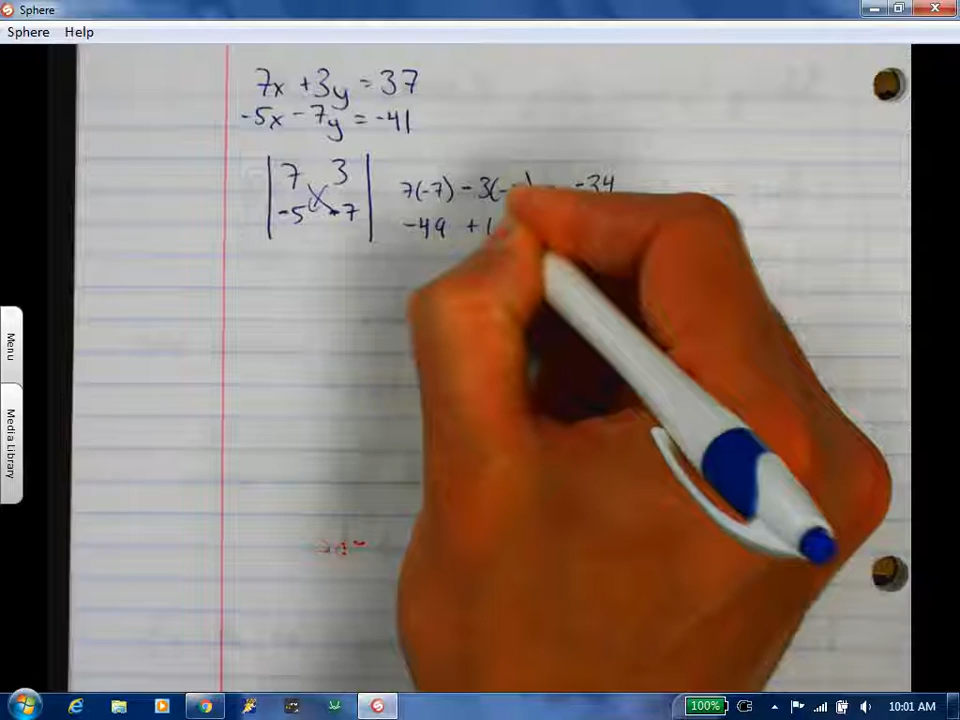 Sphere
Sphere Help
7x + 3y = 37
-5x - 7y = -41
7 3
-5 -7
7(-7) - 3(- -34
-49 + 1
Menu
Media Library
100%
10:01 AM